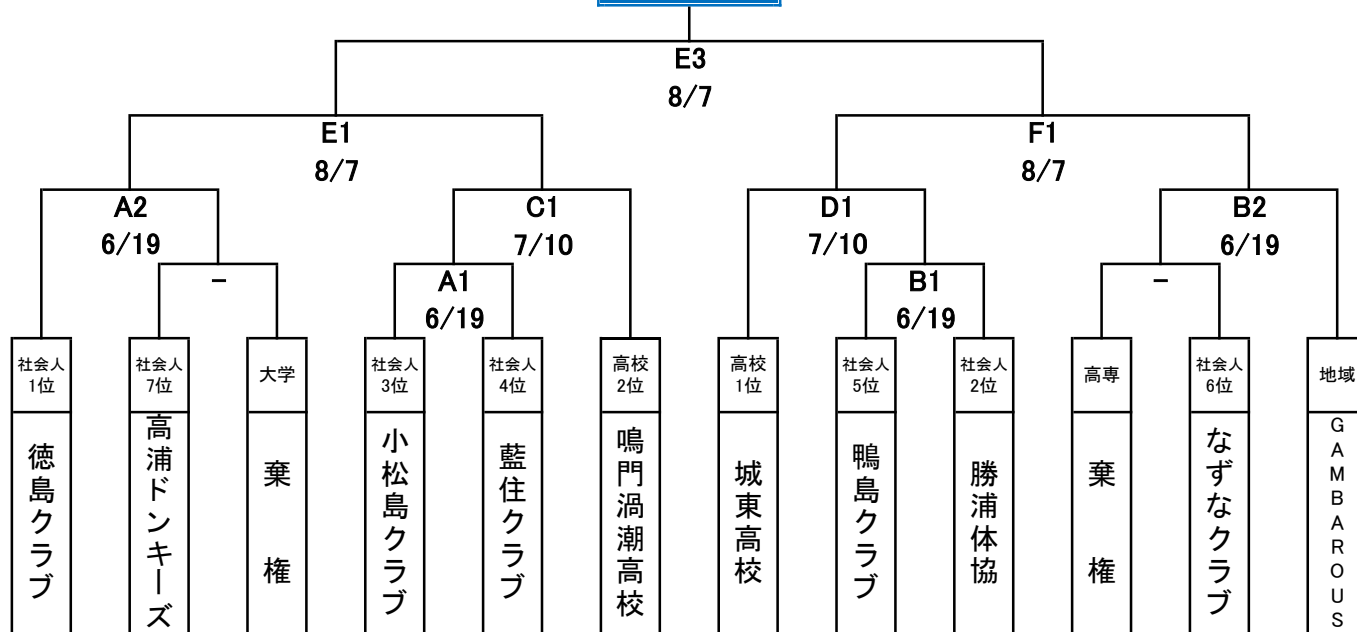 E3
8/7
E1
8/7
F1
8/7
A2
6/19
C1
7/10
D1
7/10
B2
6/19
－
A1
6/19
B1
6/19
－
社会人
1位
社会人
7位
大学
社会人
3位
社会人
4位
高校
2位
高校
1位
社会人
5位
社会人
2位
高専
社会人
6位
地域
徳島クラブ
高浦ドンキーズ
棄権
小松島クラブ
藍住クラブ
鳴門渦潮高校
城東高校
鴨島クラブ
勝浦体協
棄権
なずなクラブ
GAMBAROUS